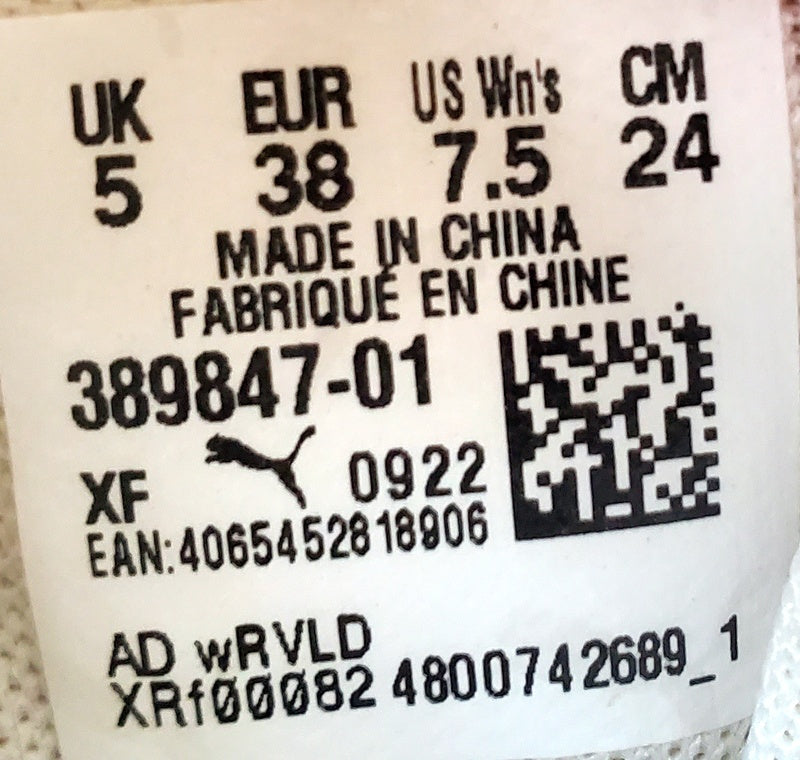 UK EUR US Wn's CM
5 38 7.5 24
MADE IN CHINA
FABRIQUÉ EN CHINE
389847-01
XF 0922
EAN:4065452818906
AD wRVLD
XRf00082 4800742689_1